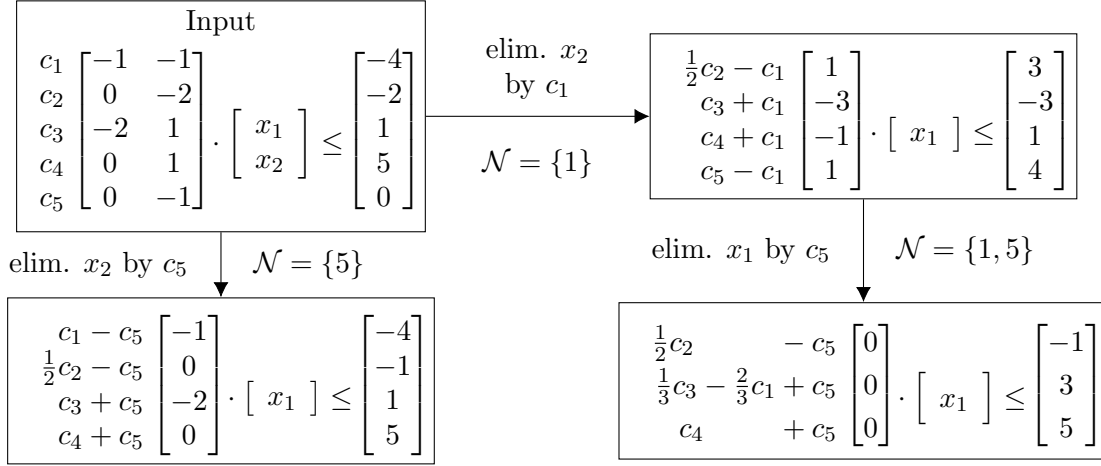 Input
c₁ [−1 −1] [−4]
c₂ [0 −2] [−2]
c₃ [−2 1] · [x₁ x₂] ≤ [1]
c₄ [0 1] [5]
c₅ [0 −1] [0]
elim. x₂
by c₁
𝒩 = {1}
½c₂ − c₁ [1] [3]
c₃ + c₁ [−3] [−3]
c₄ + c₁ [−1] · [x₁] ≤ [1]
c₅ − c₁ [1] [4]
elim. x₂ by c₅ 𝒩 = {5}
elim. x₁ by c₅ 𝒩 = {1, 5}
c₁ − c₅ [−1] [−4]
½c₂ − c₅ [0] [−1]
c₃ + c₅ [−2] · [x₁] ≤ [1]
c₄ + c₅ [0] [5]
½c₂ − c₅ [0] [−1]
⅓c₃ − ⅔c₁ + c₅ [0] · [x₁] ≤ [3]
c₄ + c₅ [0] [5]